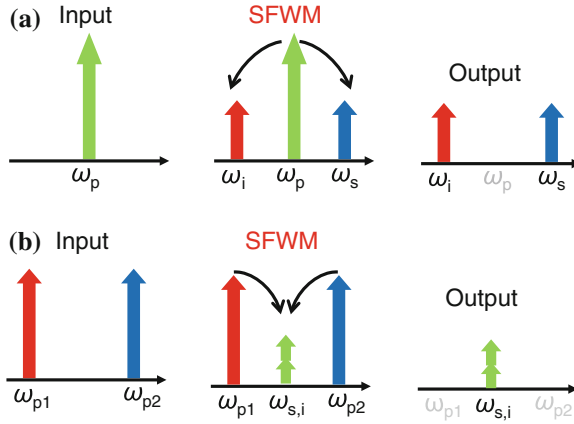 (a) Input SFWM Output
ω_p
ω_i ω_p ω_s
ω_i ω_p ω_s
(b) Input SFWM Output
ω_p1 ω_p2
ω_p1 ω_s,i ω_p2
ω_p1 ω_s,i ω_p2